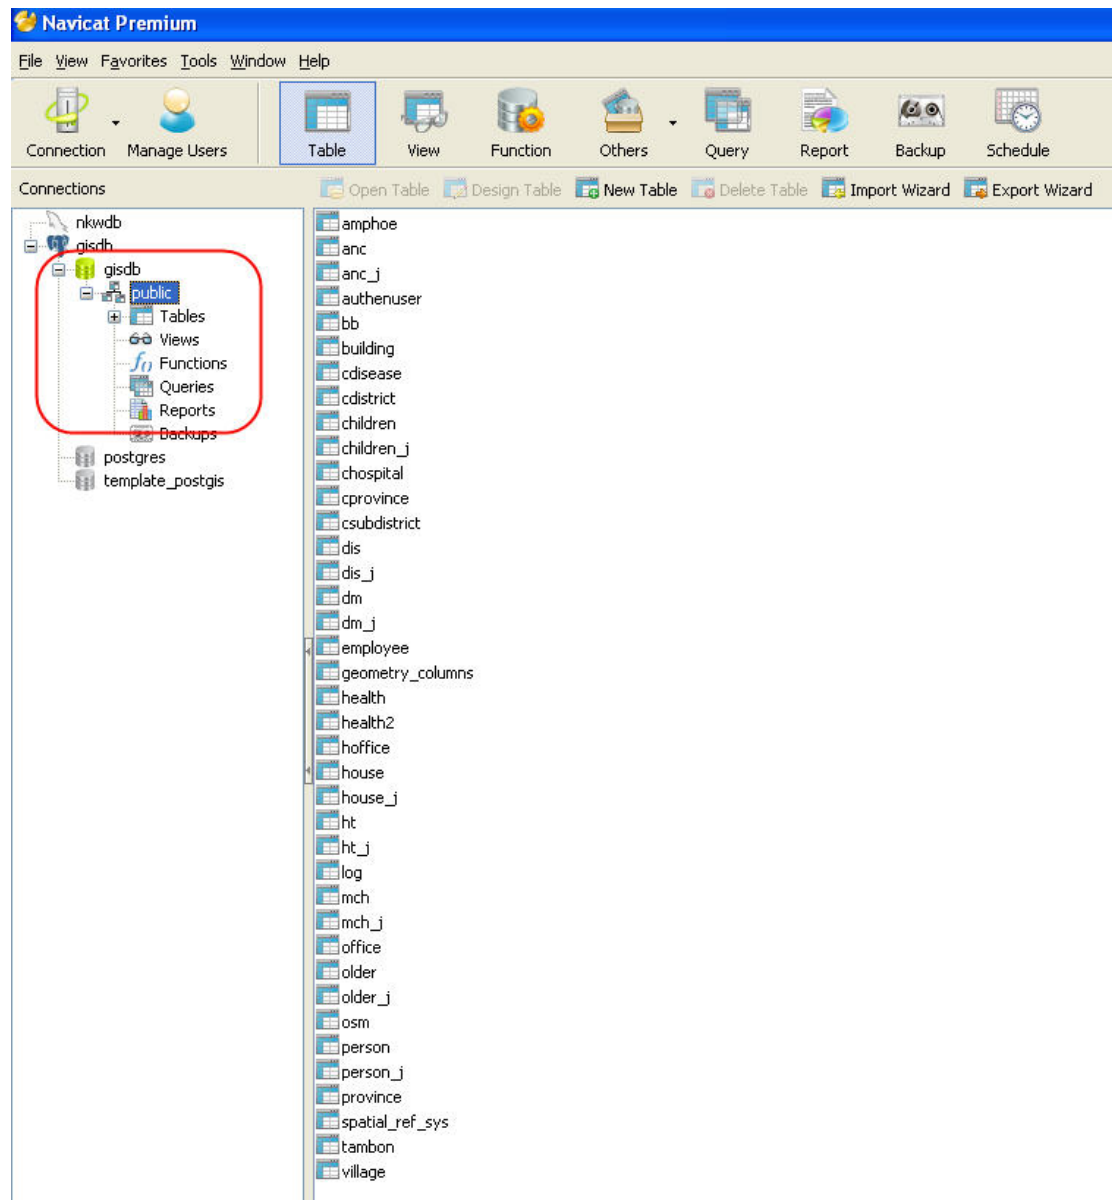 Navicat Premium
File View Favorites Tools Window Help
Connection Manage Users Table View Function Others Query Report Backup Schedule
Connections Open Table Design Table New Table Delete Table Import Wizard Export Wizard
nkwdb
gisdb
gisdb
public
Tables
Views
f() Functions
Queries
Reports
Backups
postgres
template_postgis
amphoe
anc
anc_j
authenuser
bb
building
cdisease
cdistrict
children
children_j
chospital
cprovince
csubdistrict
dis
dis_j
dm
dm_j
employee
geometry_columns
health
health2
hoffice
house
house_j
ht
ht_j
log
mch
mch_j
office
older
older_j
osm
person
person_j
province
spatial_ref_sys
tambon
village